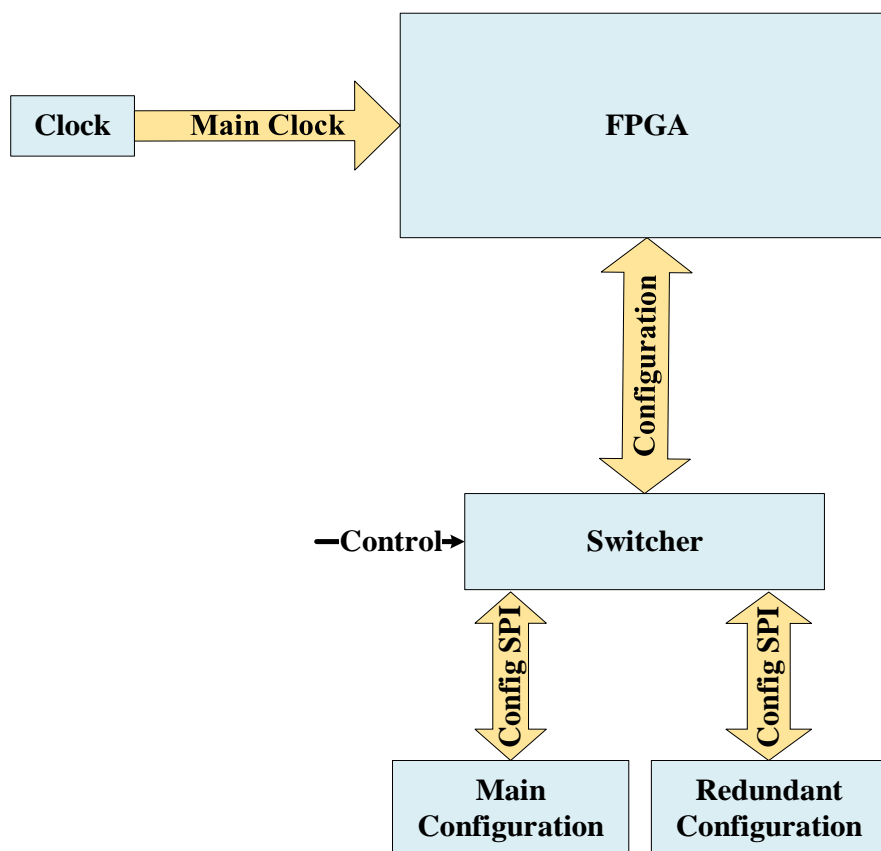 Clock
Main Clock
FPGA
Configuration
Control
Switcher
Config SPI
Config SPI
Main
Configuration
Redundant
Configuration